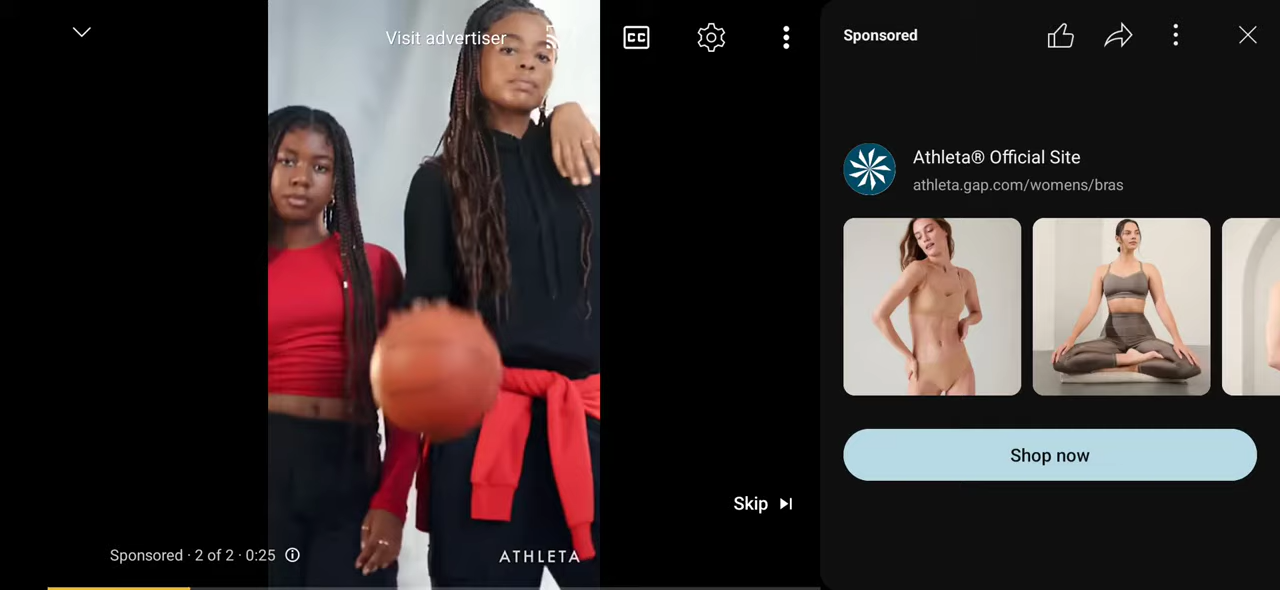 Visit advertiser
CC
Sponsored · 2 of 2 · 0:25
ATHLETA
Skip
Sponsored
Athleta® Official Site
athleta.gap.com/womens/bras
Shop now